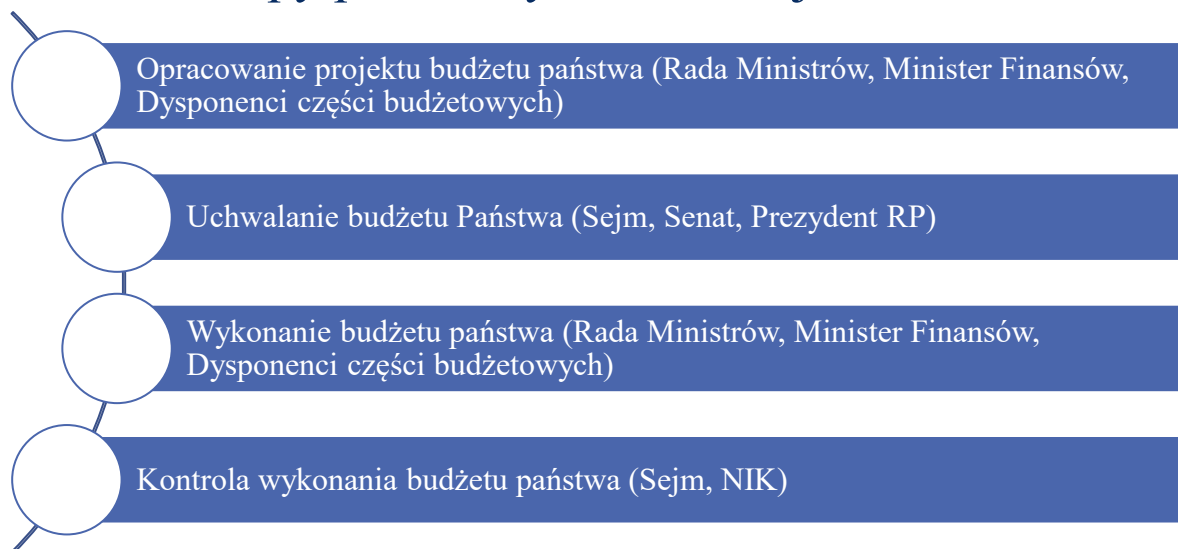 Opracowanie projektu budżetu państwa (Rada Ministrów, Minister Finansów,
Dysponenci części budżetowych)
Uchwalanie budżetu Państwa (Sejm, Senat, Prezydent RP)
Wykonanie budżetu państwa (Rada Ministrów, Minister Finansów,
Dysponenci części budżetowych)
Kontrola wykonania budżetu państwa (Sejm, NIK)